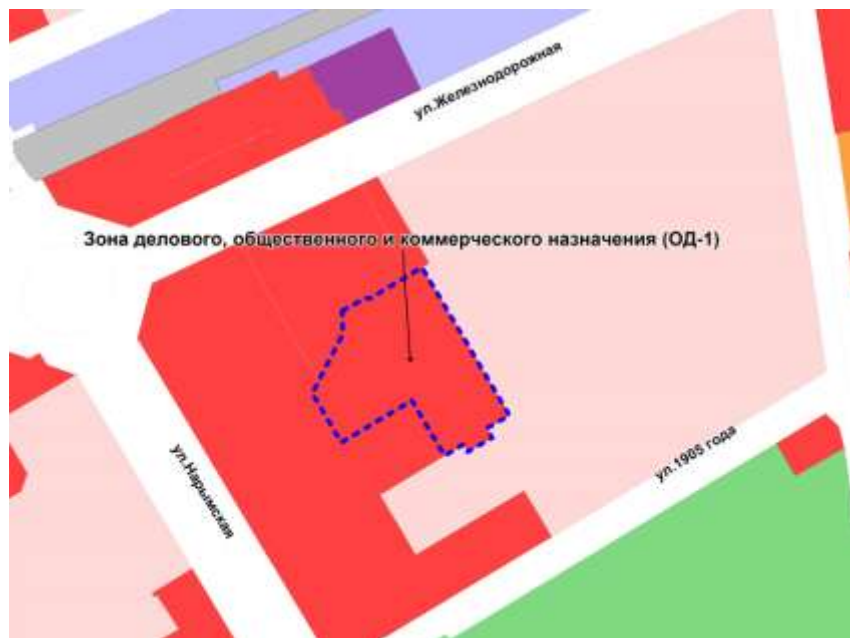 ул.Железнодорожная
Зона делового, общественного и коммерческого назначения (ОД-1)
ул.Нарымская
ул.1905 года